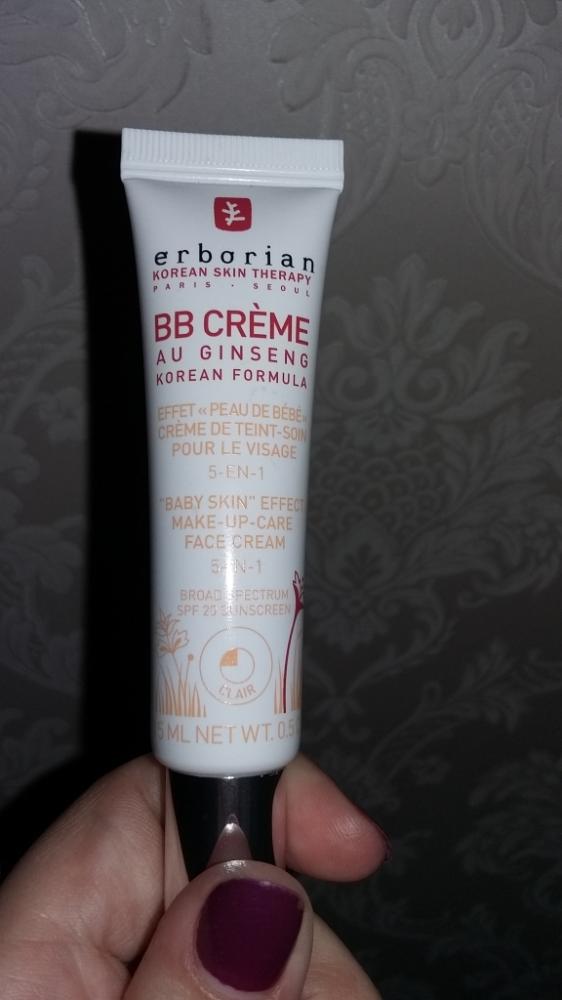 erborian
KOREAN SKIN THERAPY
PARIS · SEOUL
BB CRÈME
AU GINSENG
KOREAN FORMULA
EFFET « PEAU DE BÉBÉ »
CRÈME DE TEINT-SOIN
POUR LE VISAGE
5-EN-1
"BABY SKIN" EFFECT
MAKE-UP-CARE
FACE CREAM
5-IN-1
BROAD SPECTRUM
SPF 25 SUNSCREEN
CLAIR
5 ML NET WT. 0.5